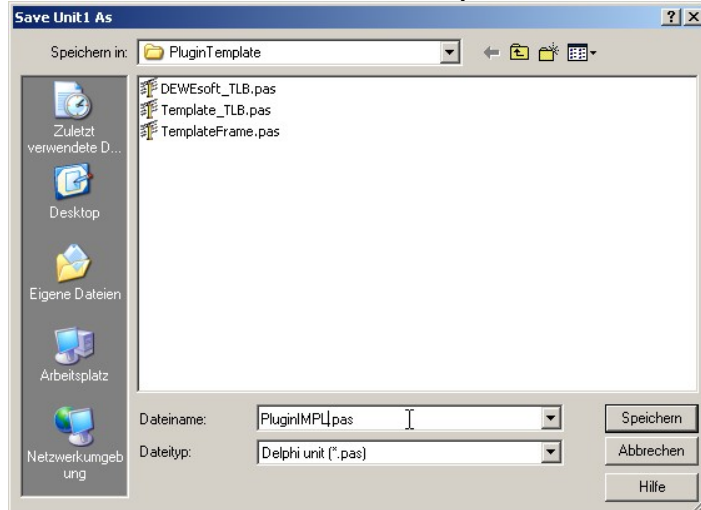 Save Unit1 As
Speichern in:
PluginTemplate
DEWEsoft_TLB.pas
Template_TLB.pas
TemplateFrame.pas
Zuletzt
verwendete D...
Desktop
Eigene Dateien
Arbeitsplatz
Netzwerkumgeb
ung
Dateiname:
PluginIMPL.pas
Speichern
Dateityp:
Delphi unit (*.pas)
Abbrechen
Hilfe